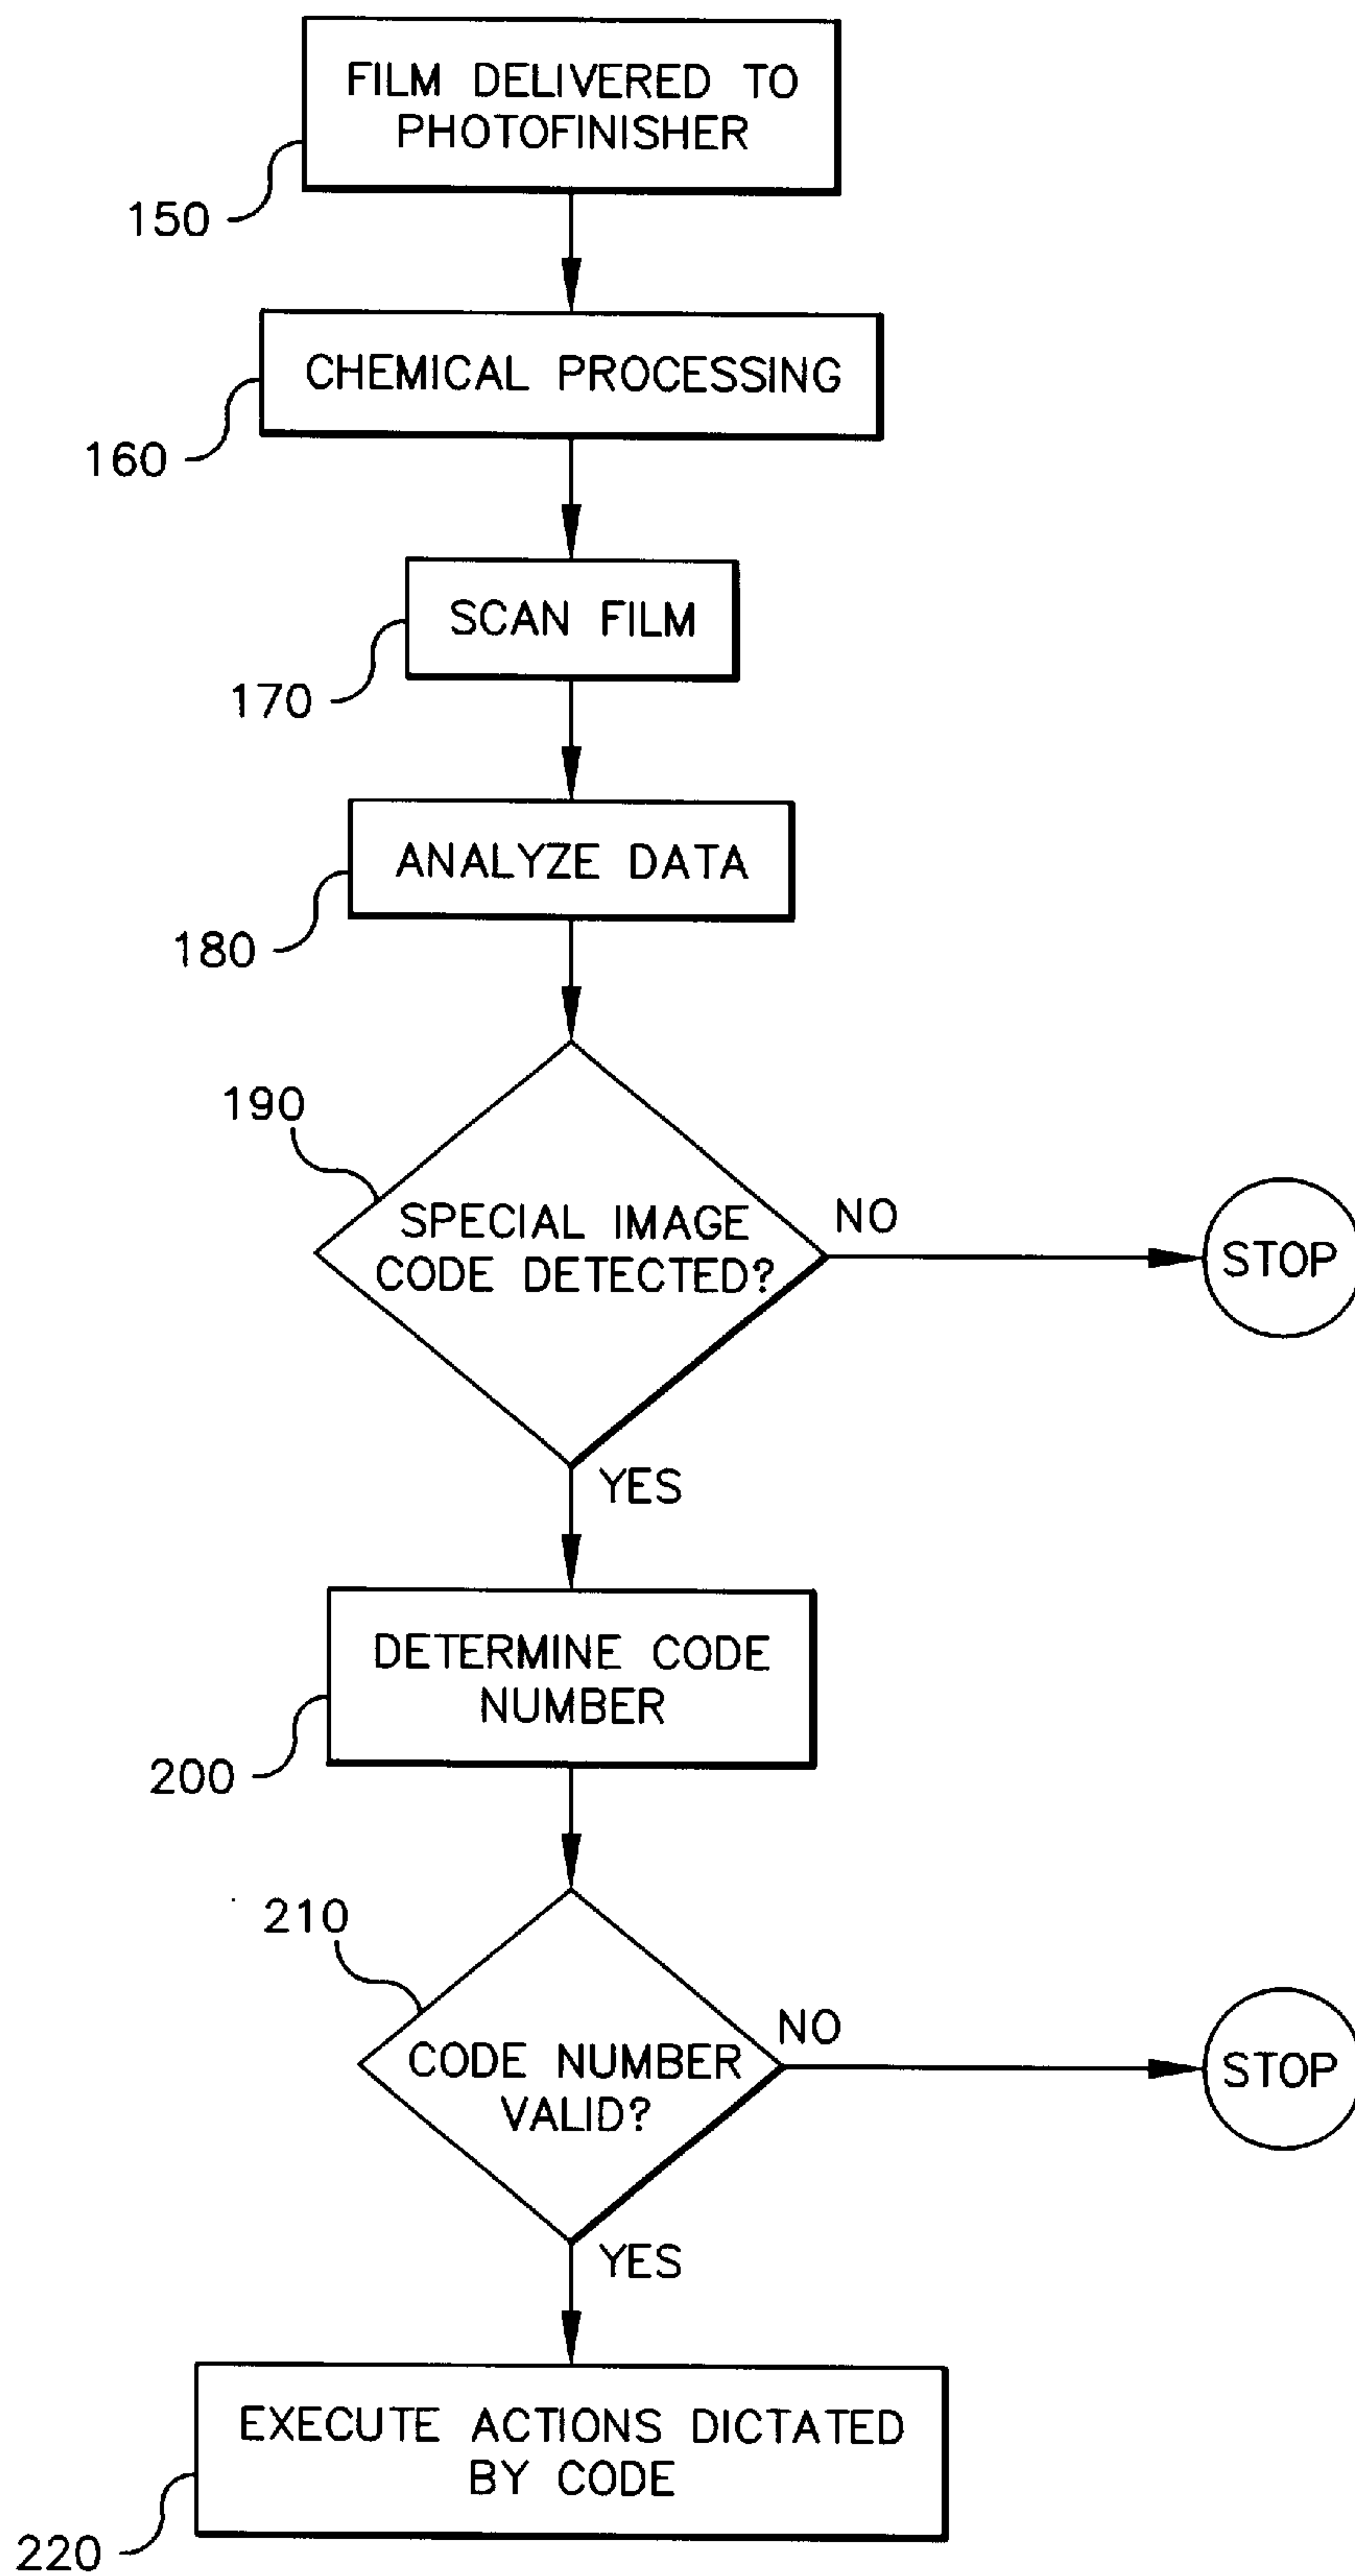 FILM DELIVERED TO
PHOTOFINISHER
150
CHEMICAL PROCESSING
160
SCAN FILM
170
ANALYZE DATA
180
190
SPECIAL IMAGE
CODE DETECTED?
NO
STOP
YES
DETERMINE CODE
NUMBER
200
210
CODE NUMBER
VALID?
NO
STOP
YES
EXECUTE ACTIONS DICTATED
BY CODE
220